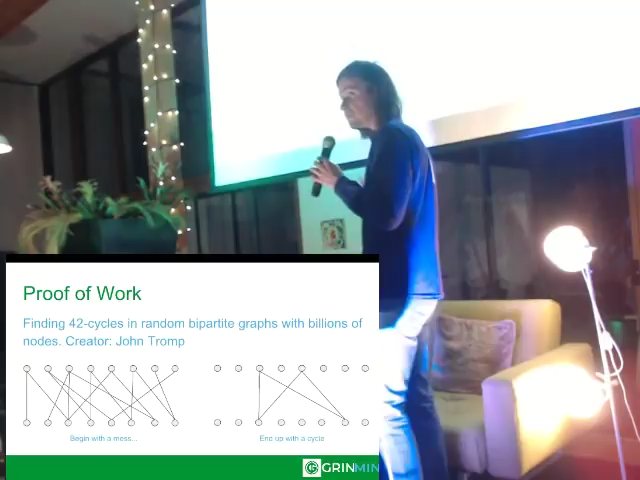 Proof of Work
Finding 42-cycles in random bipartite graphs with billions of
nodes. Creator: John Tromp
Begin with a mess...
End up with a cycle
GRINMIN